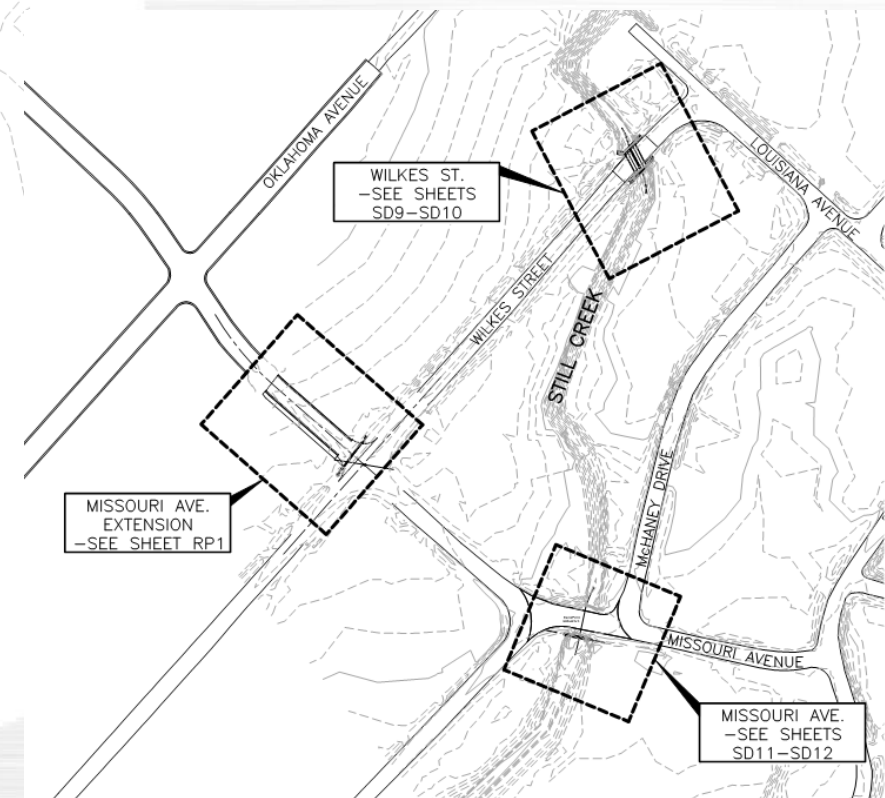 OKLAHOMA AVENUE
WILKES ST.
-SEE SHEETS
SD9-SD10
LOUISIANA AVENUE
WILKES STREET
STILL CREEK
MISSOURI AVE.
EXTENSION
-SEE SHEET RP1
McHANEY DRIVE
MISSOURI AVENUE
MISSOURI AVE.
-SEE SHEETS
SD11-SD12